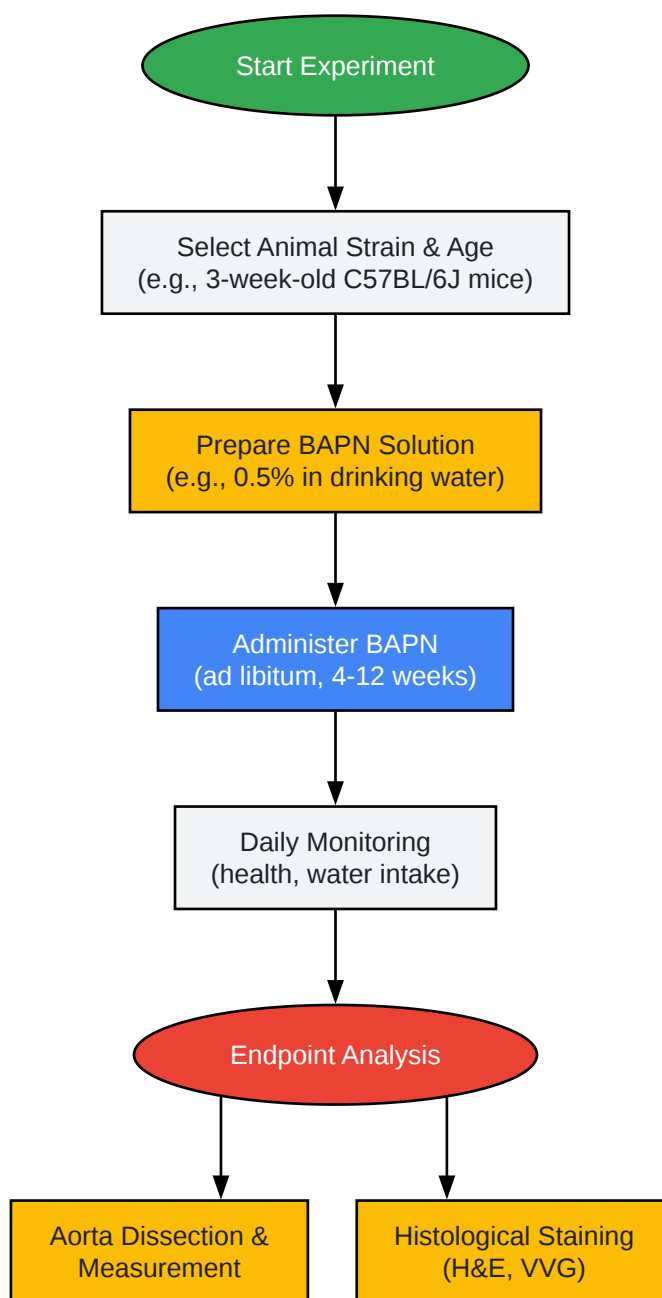 Start Experiment
Select Animal Strain & Age
(e.g., 3-week-old C57BL/6J mice)
Prepare BAPN Solution
(e.g., 0.5% in drinking water)
Administer BAPN
(ad libitum, 4-12 weeks)
Daily Monitoring
(health, water intake)
Endpoint Analysis
Aorta Dissection &
Measurement
Histological Staining
(H&E, VVG)